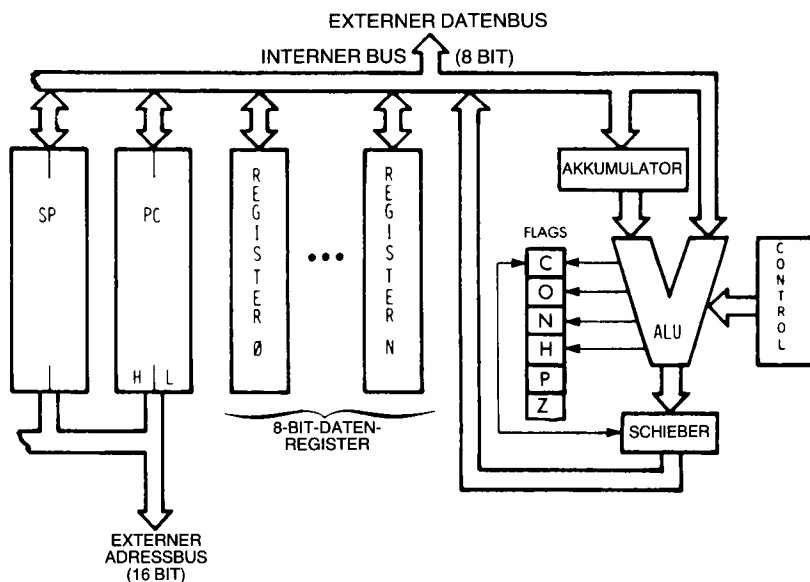 EXTERNER DATENBUS
INTERNER BUS (8 BIT)
AKKUMULATOR
SP
PC
REGISTER Ø
REGISTER N
FLAGS
C
O
N
H
P
Z
ALU
CONTROL
H L
8-BIT-DATEN-
REGISTER
SCHIEBER
EXTERNER
ADRESSBUS
(16 BIT)